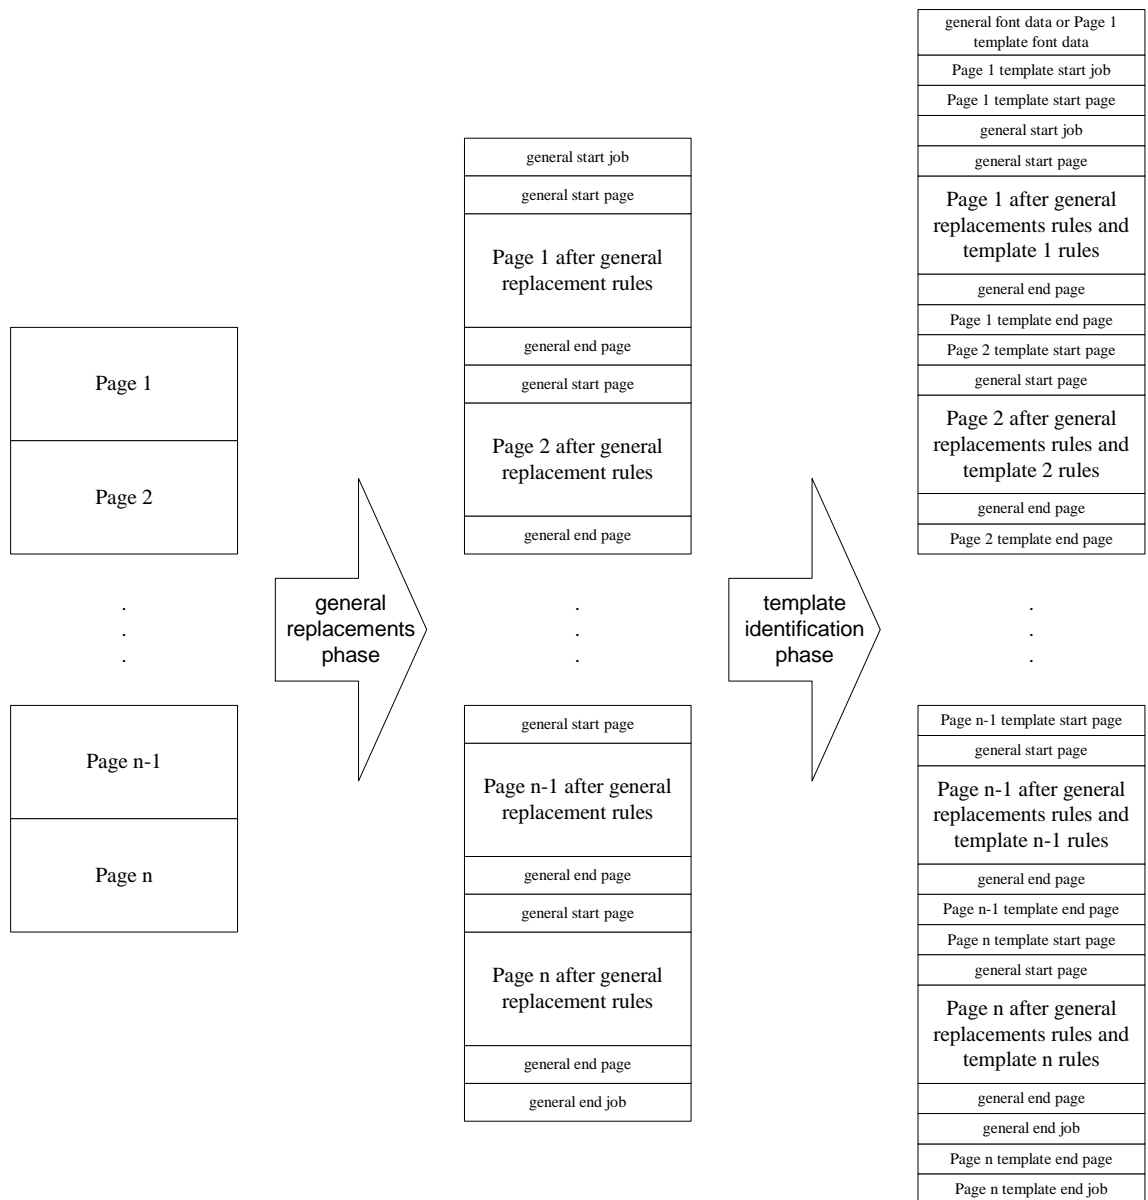 Page 1
Page 2
.
.
.
Page n-1
Page n
general
replacements
phase
general start job
general start page
Page 1 after general
replacement rules
general end page
general start page
Page 2 after general
replacement rules
general end page
.
.
.
general start page
Page n-1 after general
replacement rules
general end page
general start page
Page n after general
replacement rules
general end page
general end job
template
identification
phase
general font data or Page 1
template font data
Page 1 template start job
Page 1 template start page
general start job
general start page
Page 1 after general
replacements rules and
template 1 rules
general end page
Page 1 template end page
Page 2 template start page
general start page
Page 2 after general
replacements rules and
template 2 rules
general end page
Page 2 template end page
.
.
.
Page n-1 template start page
general start page
Page n-1 after general
replacements rules and
template n-1 rules
general end page
Page n-1 template end page
Page n template start page
general start page
Page n after general
replacements rules and
template n rules
general end page
general end job
Page n template end page
Page n template end job